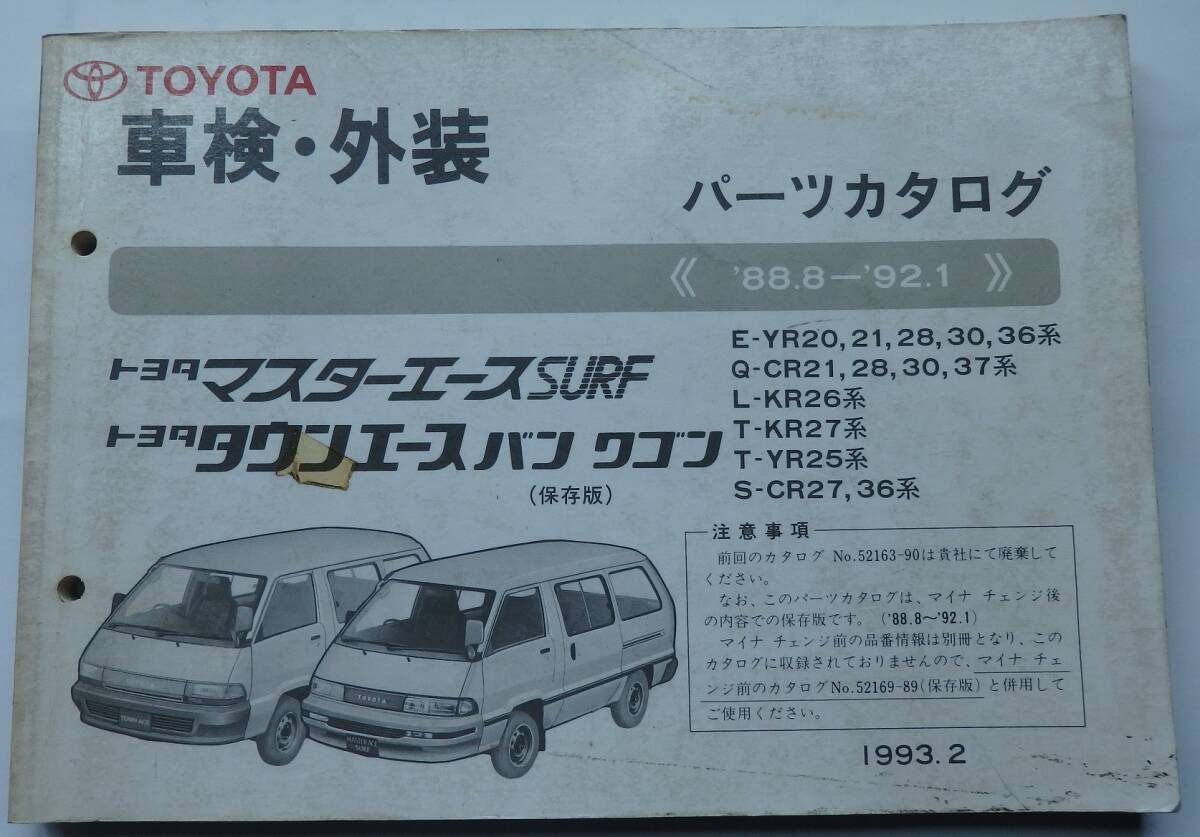 TOYOTA
車検・外装
パーツカタログ
《 '88.8−'92.1 》
トヨタ マスターエースSURF
トヨタ タウンエース バン ワゴン
(保存版)
E-YR20, 21, 28, 30, 36系
Q-CR21, 28, 30, 37系
L-KR26系
T-KR27系
T-YR25系
S-CR27, 36系
注意事項
前回のカタログ No.52163-90は貴社にて廃棄して
ください。
なお、このパーツカタログは、マイナ チェンジ後
の内容での保存版です。('88.8〜'92.1)
マイナ チェンジ前の品番情報は別冊となり、この
カタログに収録されておりませんので、マイナ チェ
ンジ前のカタログNo.52169-89(保存版)と併用して
ご使用ください。
TOWN ACE
TOYOTA
MASTER ACE
SURF
1993. 2